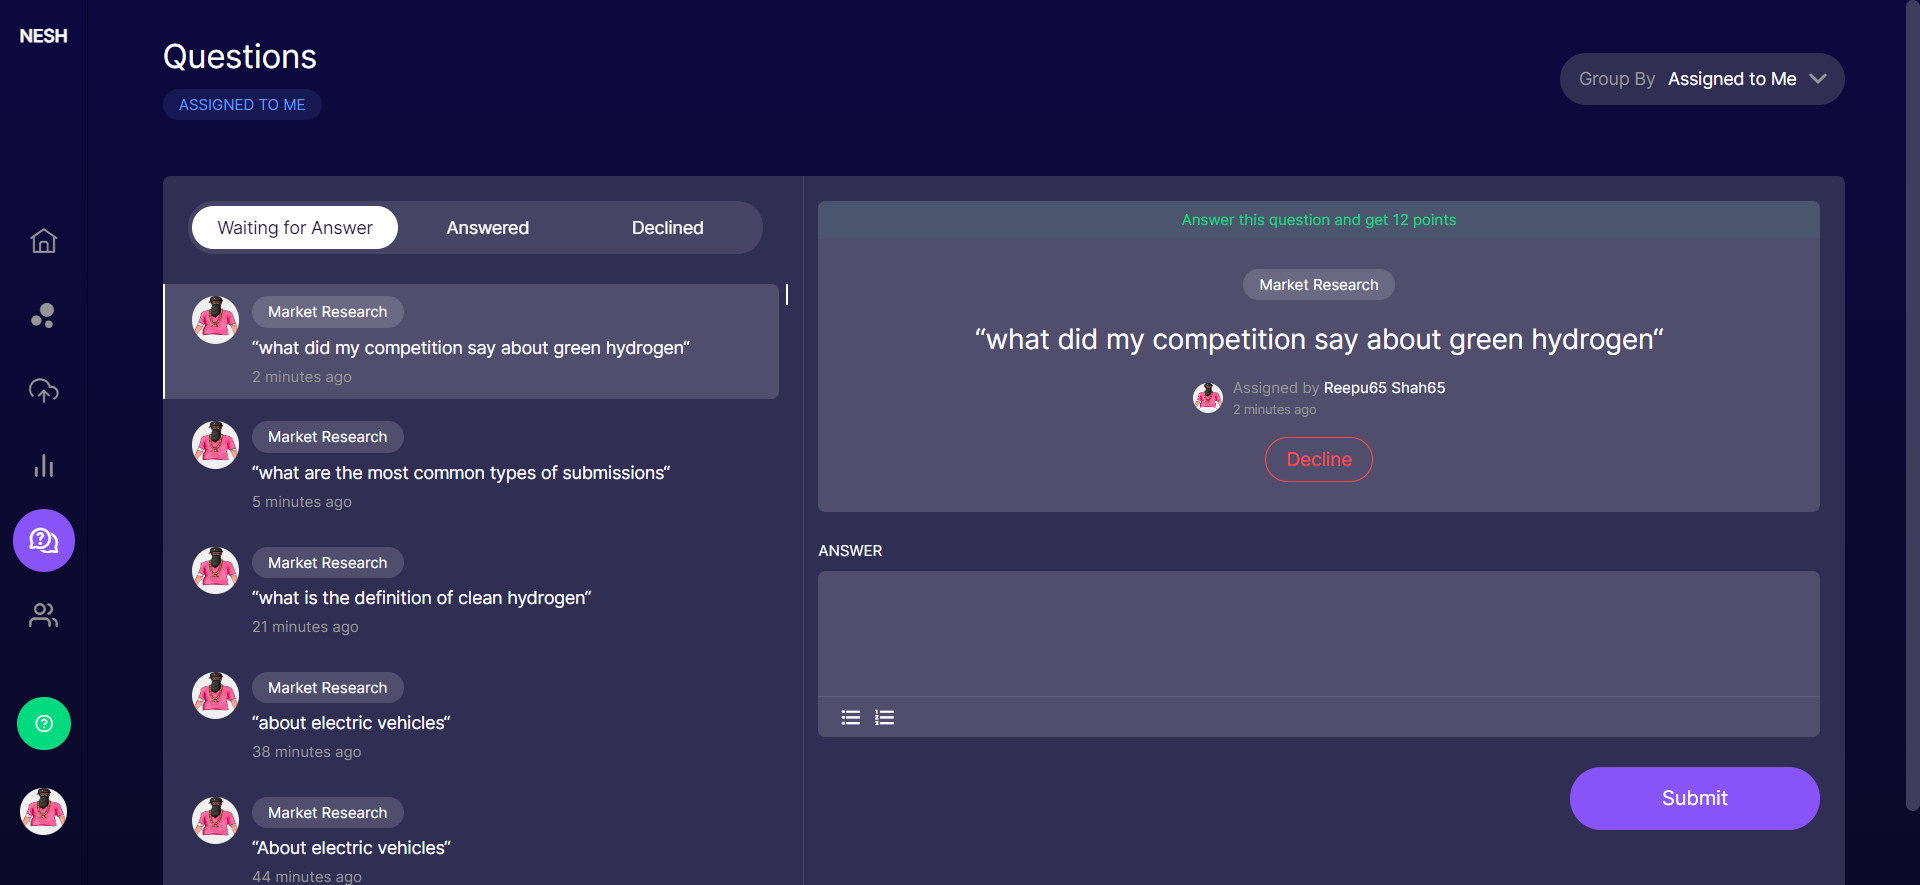 NESH
Questions
ASSIGNED TO ME
Group By Assigned to Me
Waiting for Answer Answered Declined
Market Research
“what did my competition say about green hydrogen“
2 minutes ago
Market Research
“what are the most common types of submissions“
5 minutes ago
Market Research
“what is the definition of clean hydrogen“
21 minutes ago
Market Research
“about electric vehicles“
38 minutes ago
Market Research
“About electric vehicles“
44 minutes ago
Answer this question and get 12 points
Market Research
“what did my competition say about green hydrogen“
Assigned by Reepu65 Shah65
2 minutes ago
Decline
ANSWER
Submit